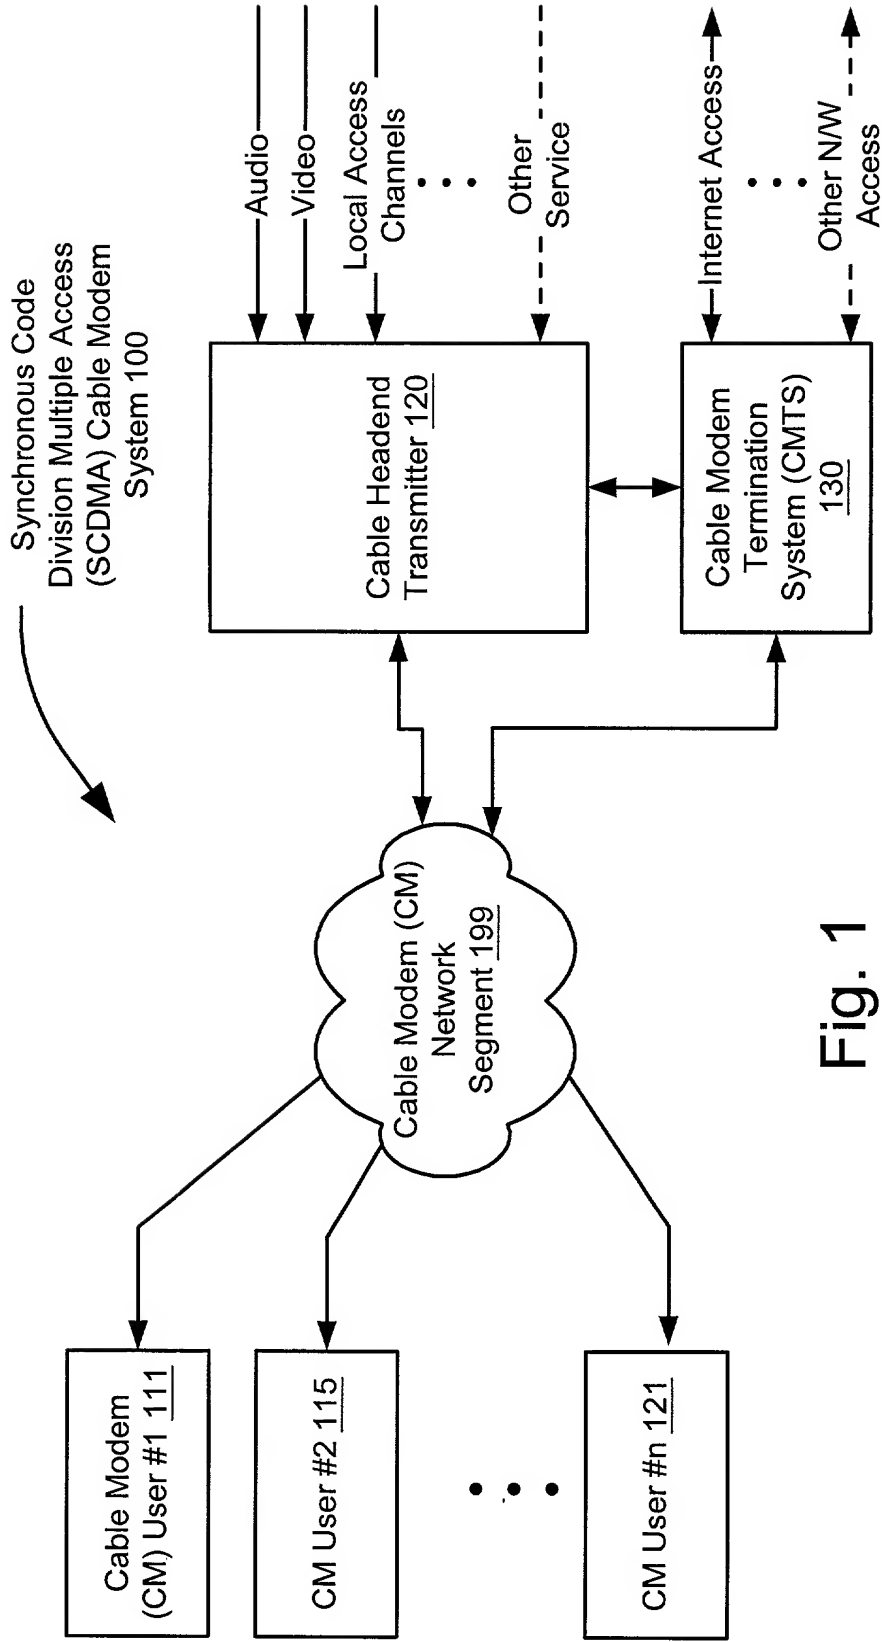 Synchronous Code
Division Multiple Access
(SCDMA) Cable Modem
System 100
Cable Modem
(CM) User #1 111
CM User #2 115
CM User #n 121
Cable Modem (CM)
Network
Segment 199
Cable Headend
Transmitter 120
Audio
Video
Local Access
Channels
Other
Service
Cable Modem
Termination
System (CMTS)
130
Internet Access
Other N/W
Access
Fig. 1